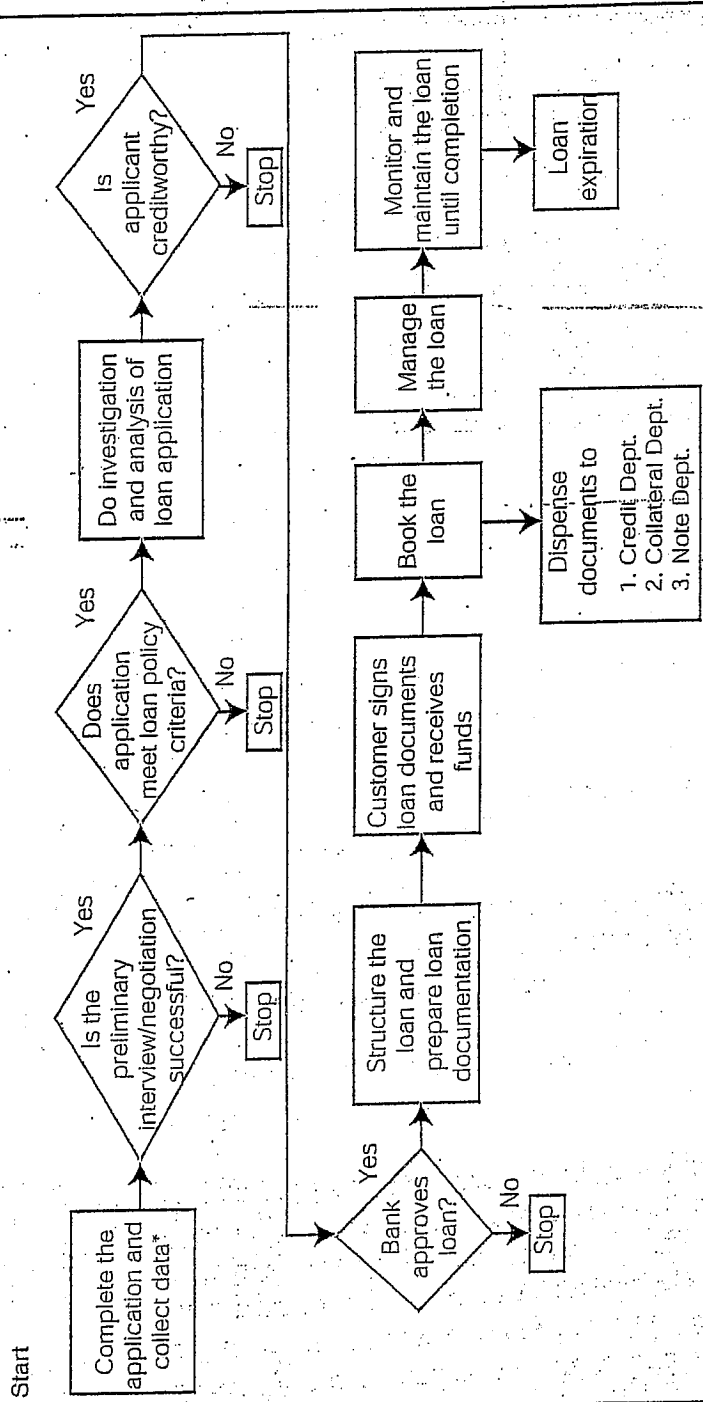 Start
Complete the
application and
collect data*
Is the
preliminary
interview/negotiation
successful?
Yes
No
Stop
Does
application
meet loan policy
criteria?
Yes
No
Stop
Do investigation
and analysis of
loan application
Is
applicant
creditworthy?
Yes
No
Stop
Bank
approves
loan?
Yes
No
Stop
Structure the
loan and
prepare loan
documentation
Customer signs
loan documents
and receives
funds
Book the
loan
Dispense
documents to
1. Credit Dept.
2. Collateral Dept.
3. Note Dept.
Manage
the loan
Monitor and
maintain the loan
until completion
Loan
expiration